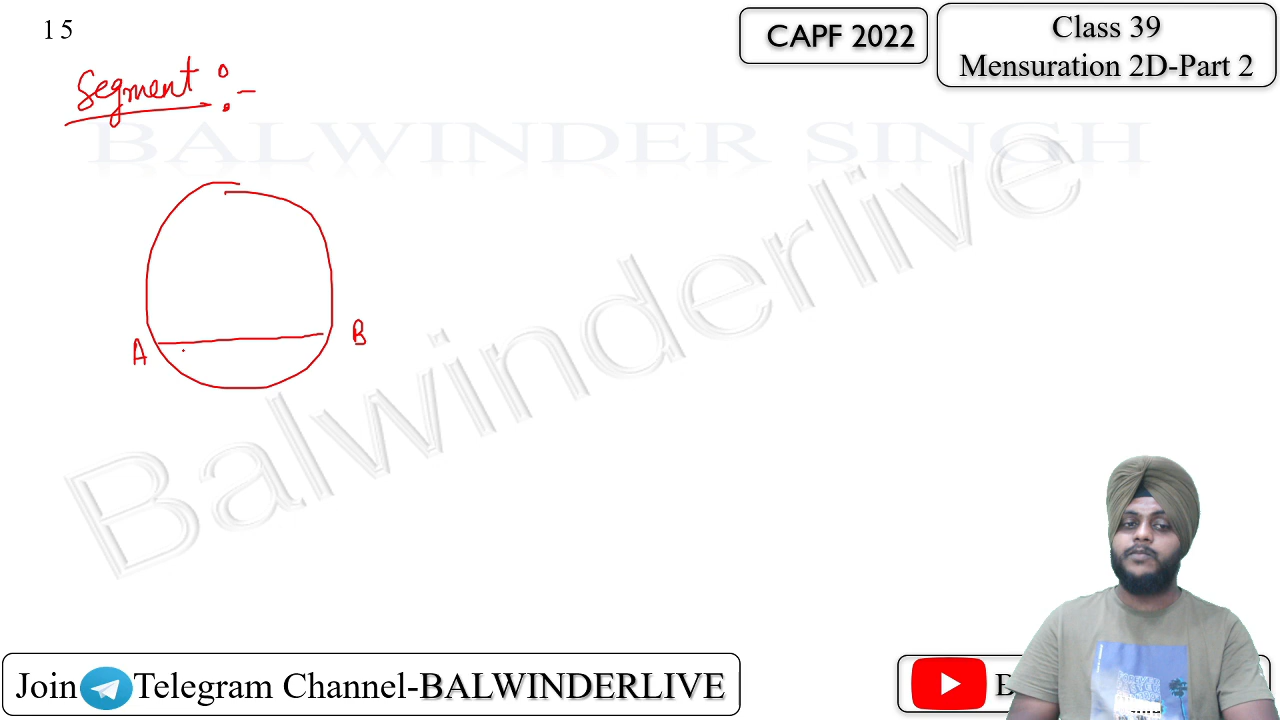 15
CAPF 2022
Class 39
Mensuration 2D-Part 2
Segment :-
BALWINDER SINGH
Balwinderlive
A
B
Join Telegram Channel-BALWINDERLIVE